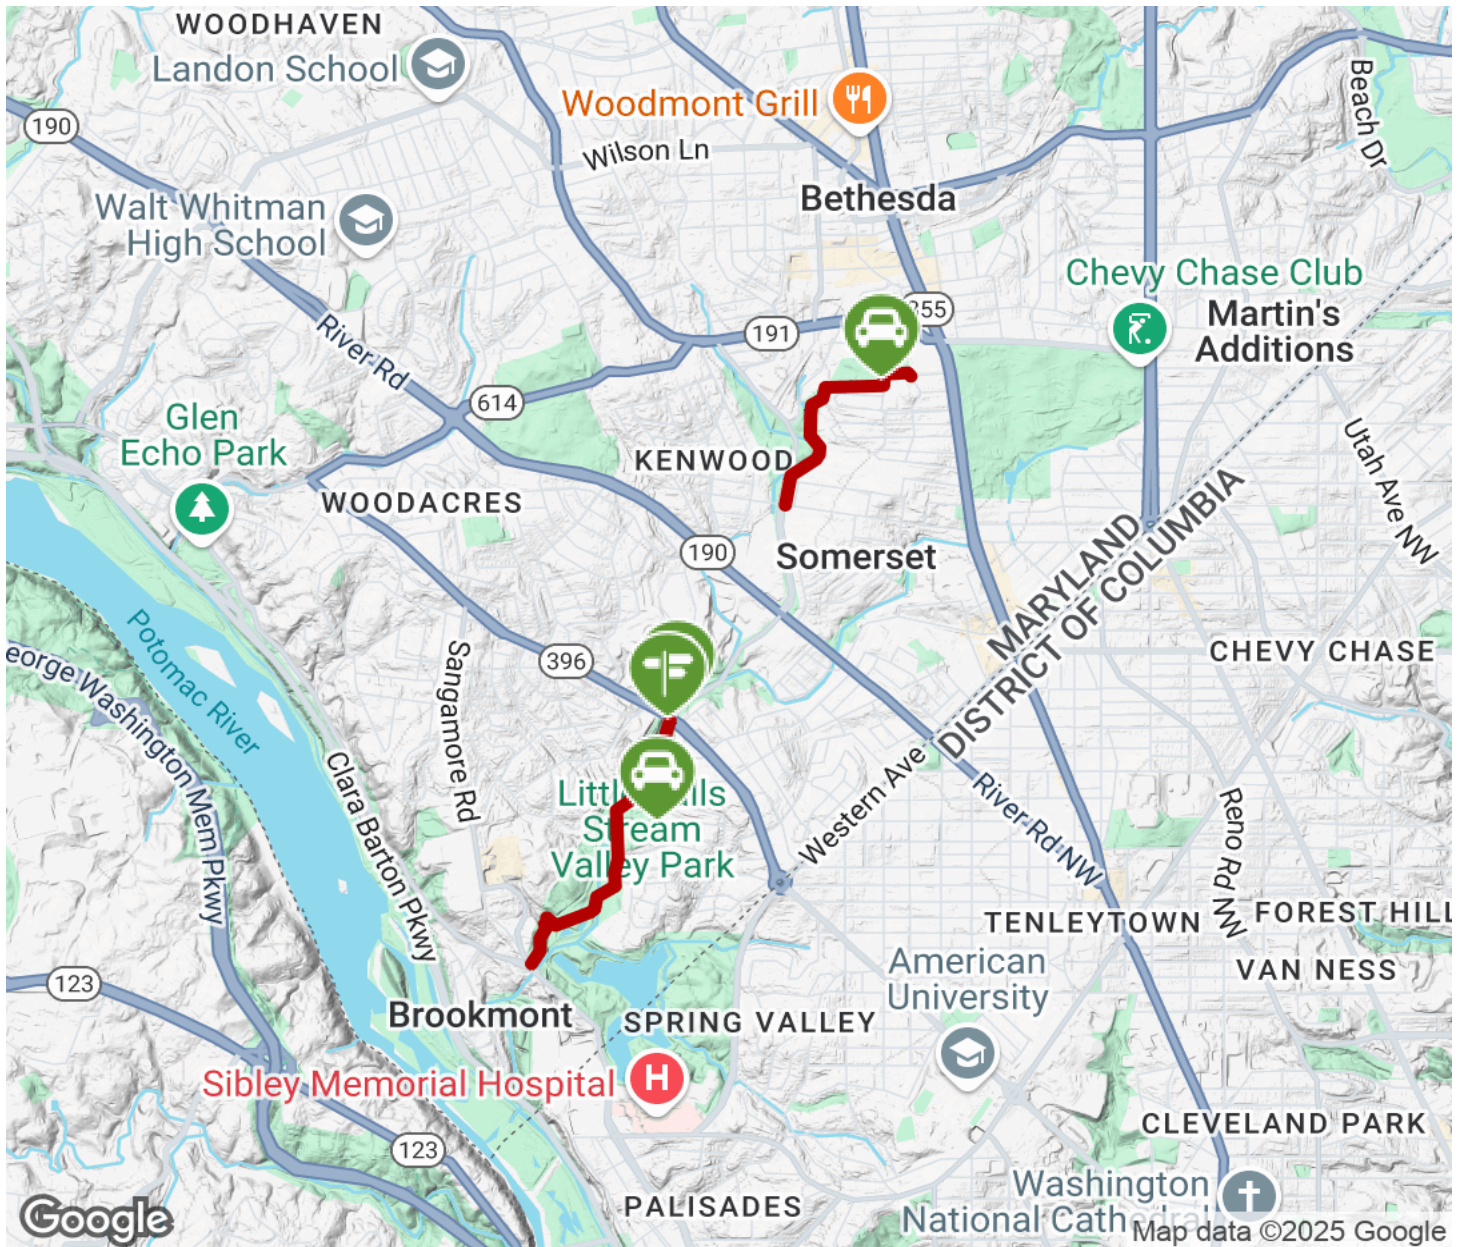 WOODHAVEN
Landon School
190
Woodmont Grill
Wilson Ln
Beach Dr
Walt Whitman
High School
Bethesda
Chevy Chase Club
Martin's
Additions
355
191
River Rd
614
Glen
Echo Park
KENWOOD
WOODACRES
Utah Ave NW
190
Somerset
MARYLAND
DISTRICT OF COLUMBIA
Potomac River
eorge Washington Mem Pkwy
396
Sangamore Rd
CHEVY CHASE
Clara Barton Pkwy
Western Ave
River Rd NW
Reno Rd NW
Little Falls
Stream
Valley Park
TENLEYTOWN
FOREST HILL
VAN NESS
American
University
123
Brookmont
SPRING VALLEY
Sibley Memorial Hospital
H
CLEVELAND PARK
123
PALISADES
Washington
National Cathedral
Google
Map data ©2025 Google